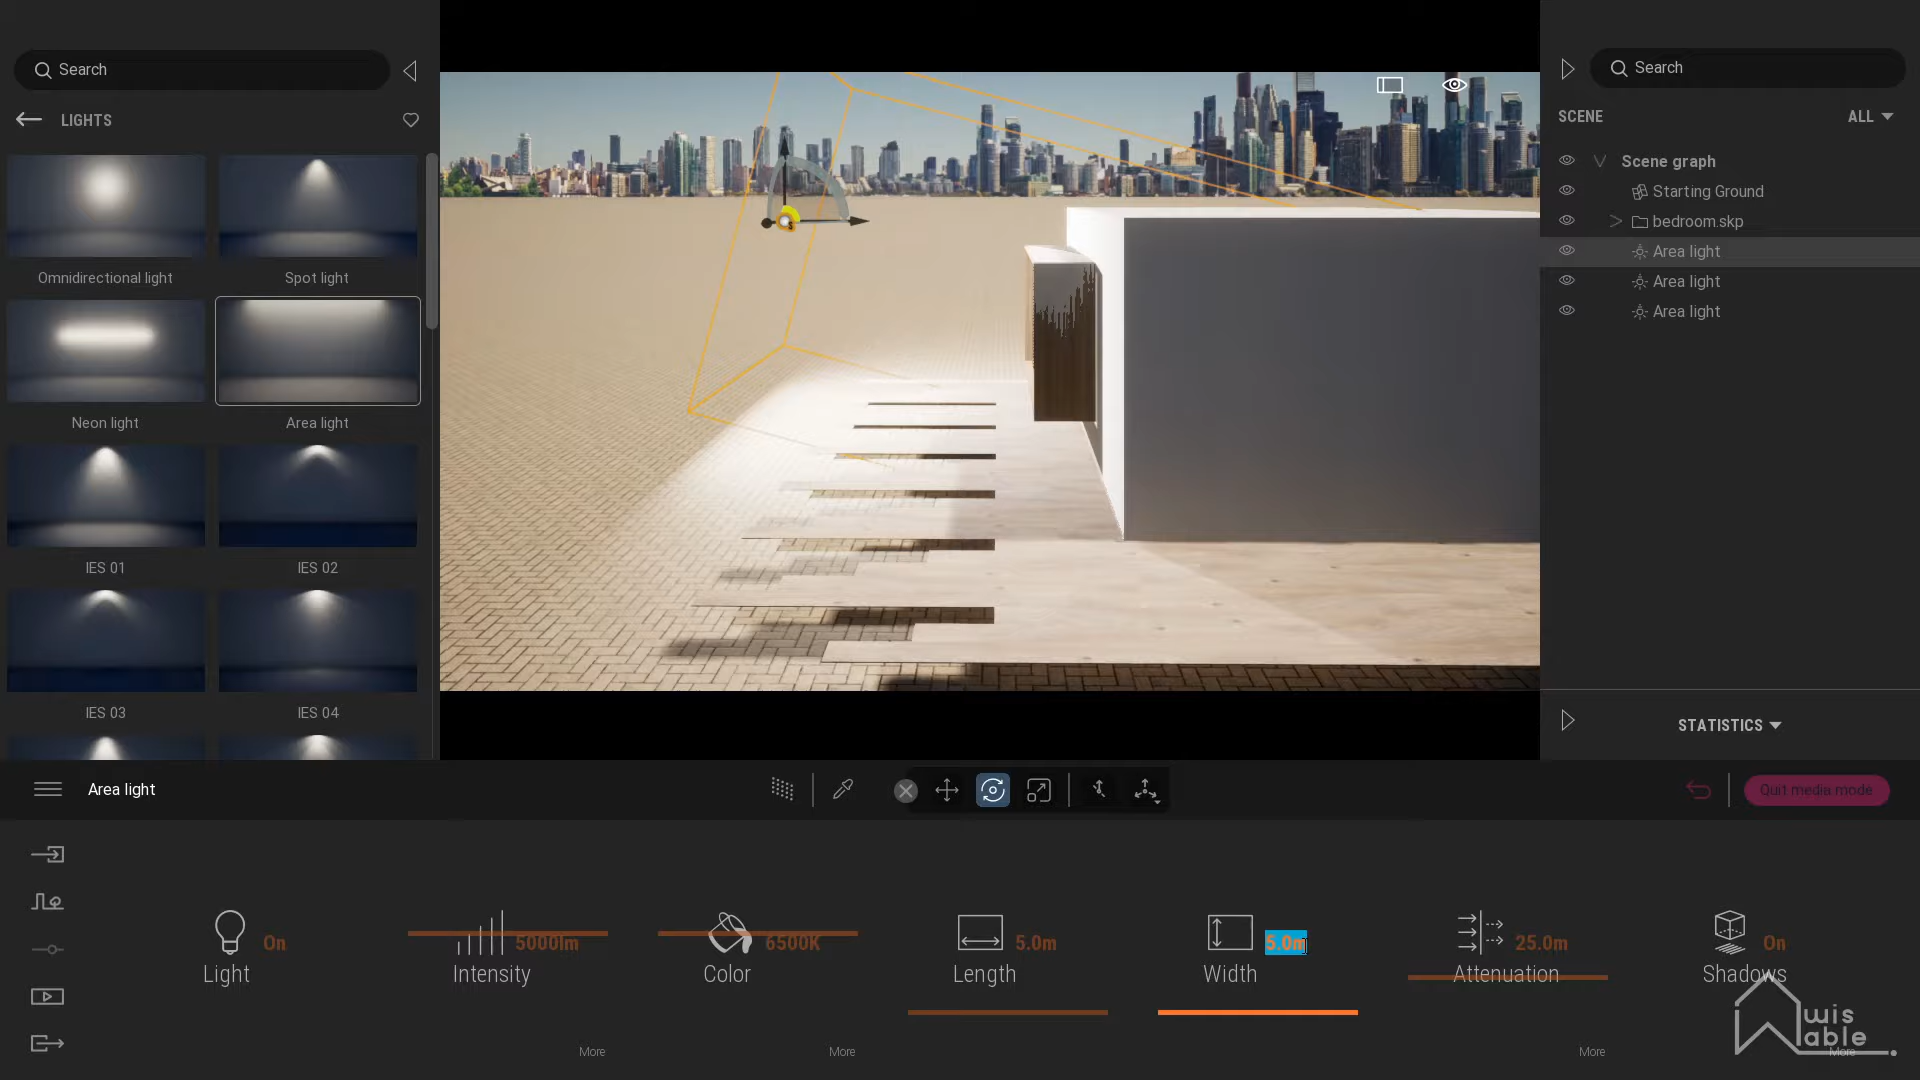 Search
LIGHTS
Omnidirectional light
Spot light
Neon light
Area light
IES 01
IES 02
IES 03
IES 04
Search
SCENE
ALL
Scene graph
Starting Ground
bedroom.skp
Area light
Area light
Area light
STATISTICS
Area light
Quit media mode
Light
On
Intensity
5000lm
More
Color
6500K
More
Length
5.0m
Width
5.0m
Attenuation
25.0m
More
Shadows
On
More
wis
able